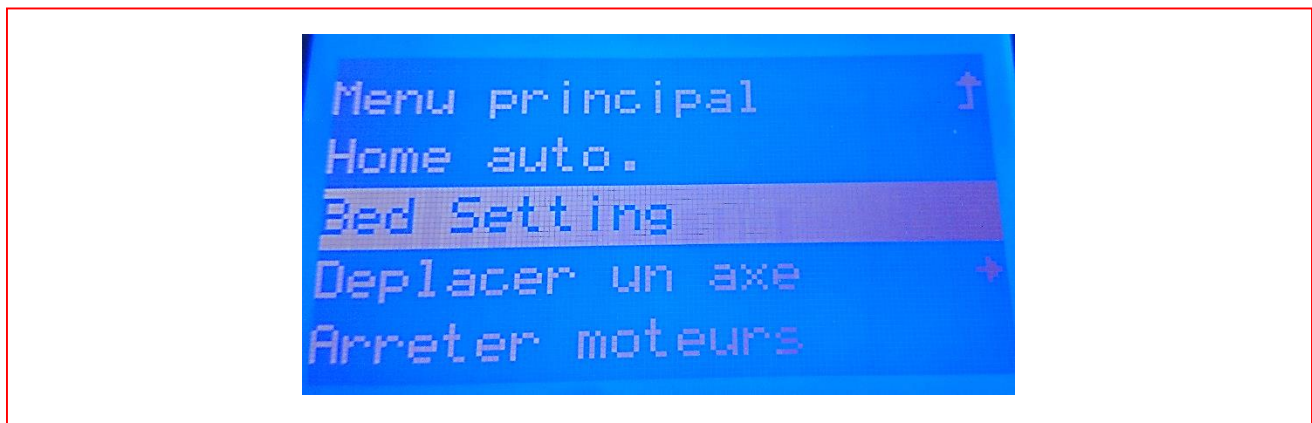 Menu principal
Home auto.
Bed Setting
Deplacer un axe
Arreter moteurs